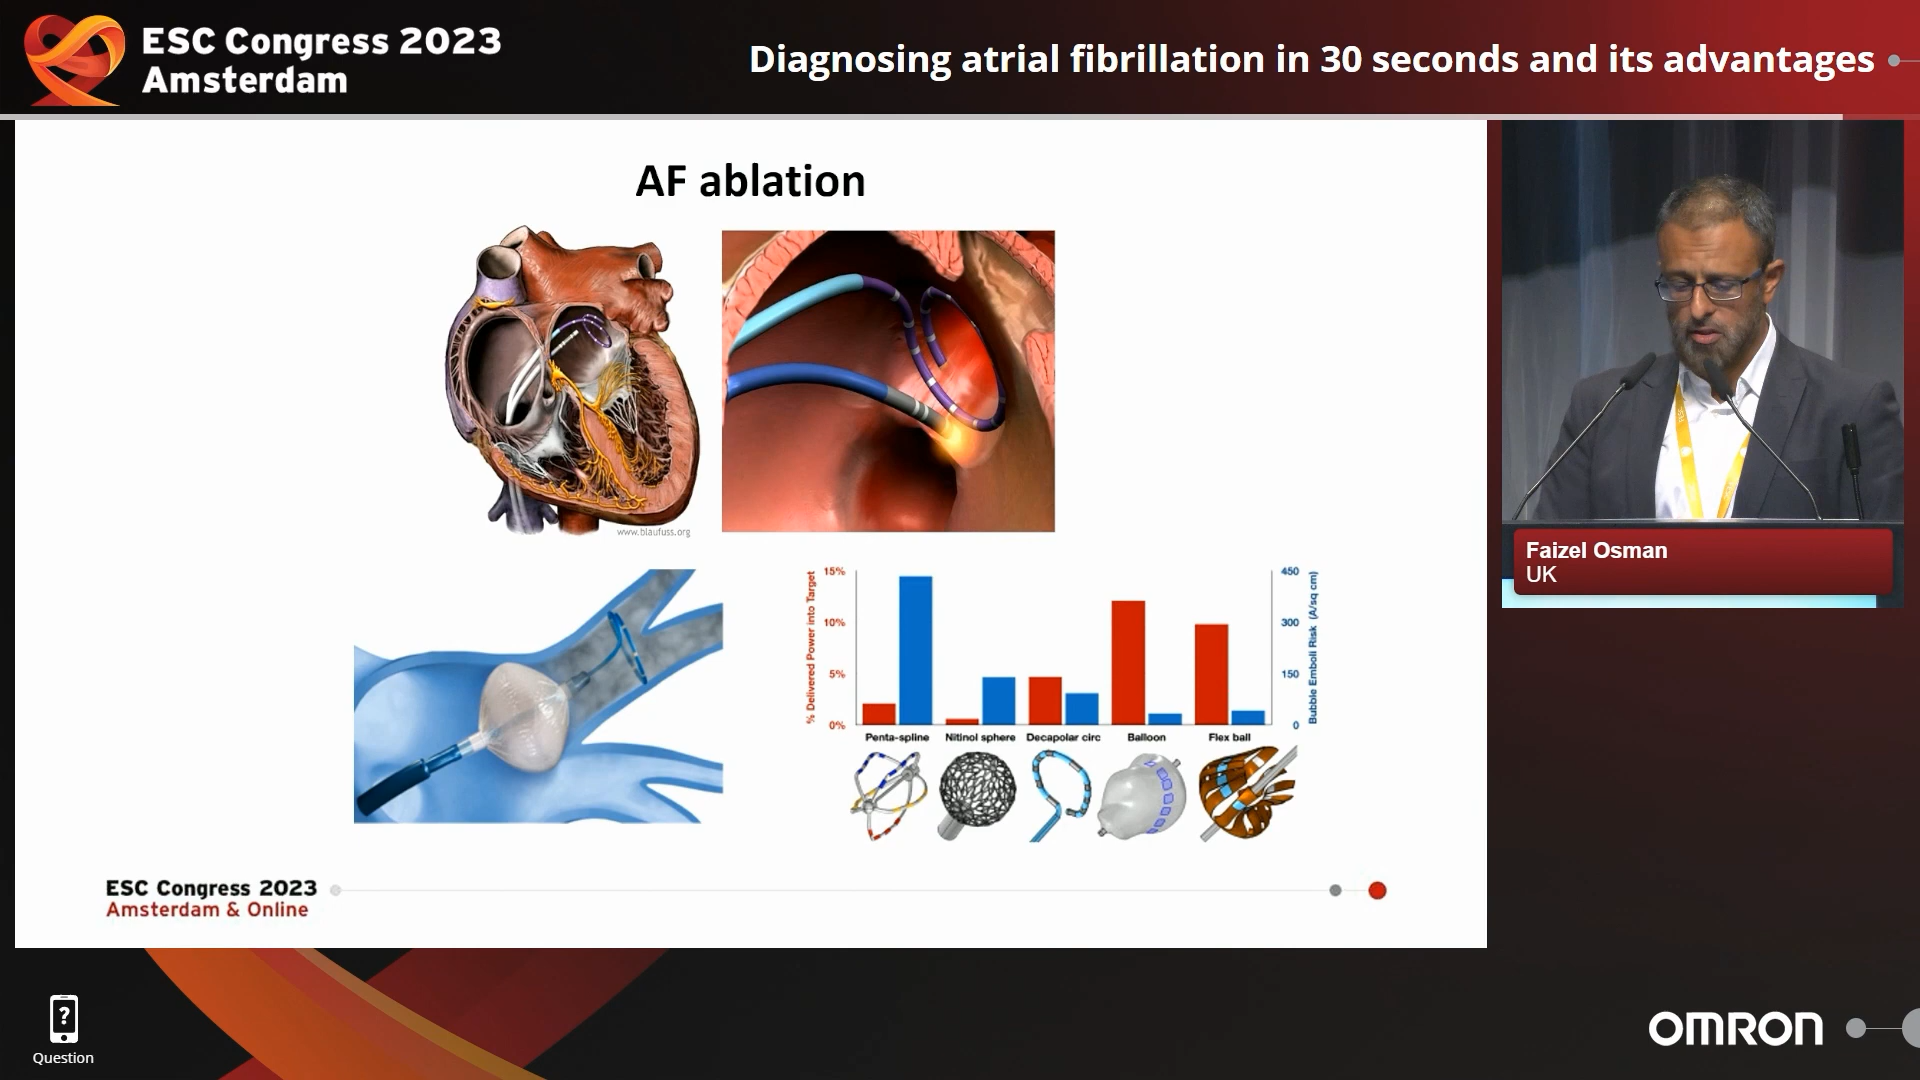 ESC Congress 2023
Amsterdam
Diagnosing atrial fibrillation in 30 seconds and its advantages
AF ablation
www.blaufuss.org
% Delivered Power into Target
15%
10%
5%
0%
450
300
150
0
Bubble Emboli Risk (A/sq cm)
Penta-spline
Nitinol sphere
Decapolar circ
Balloon
Flex ball
ESC Congress 2023
Amsterdam & Online
Faizel Osman
UK
?
Question
OMRON